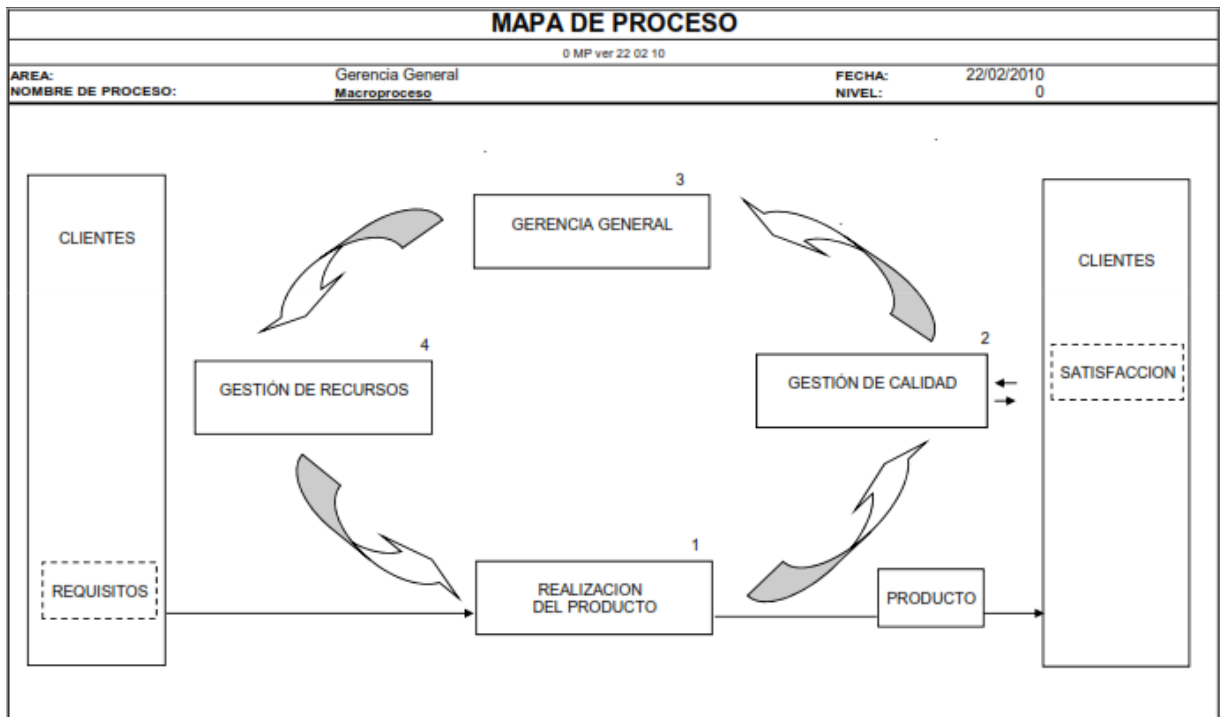 MAPA DE PROCESO
0 MP ver 22 02 10
AREA: Gerencia General FECHA: 22/02/2010
NOMBRE DE PROCESO: Macroproceso NIVEL: 0
3
GERENCIA GENERAL
CLIENTES
CLIENTES
4
GESTIÓN DE RECURSOS
2
GESTIÓN DE CALIDAD
SATISFACCION
1
REQUISITOS
REALIZACION
DEL PRODUCTO
PRODUCTO